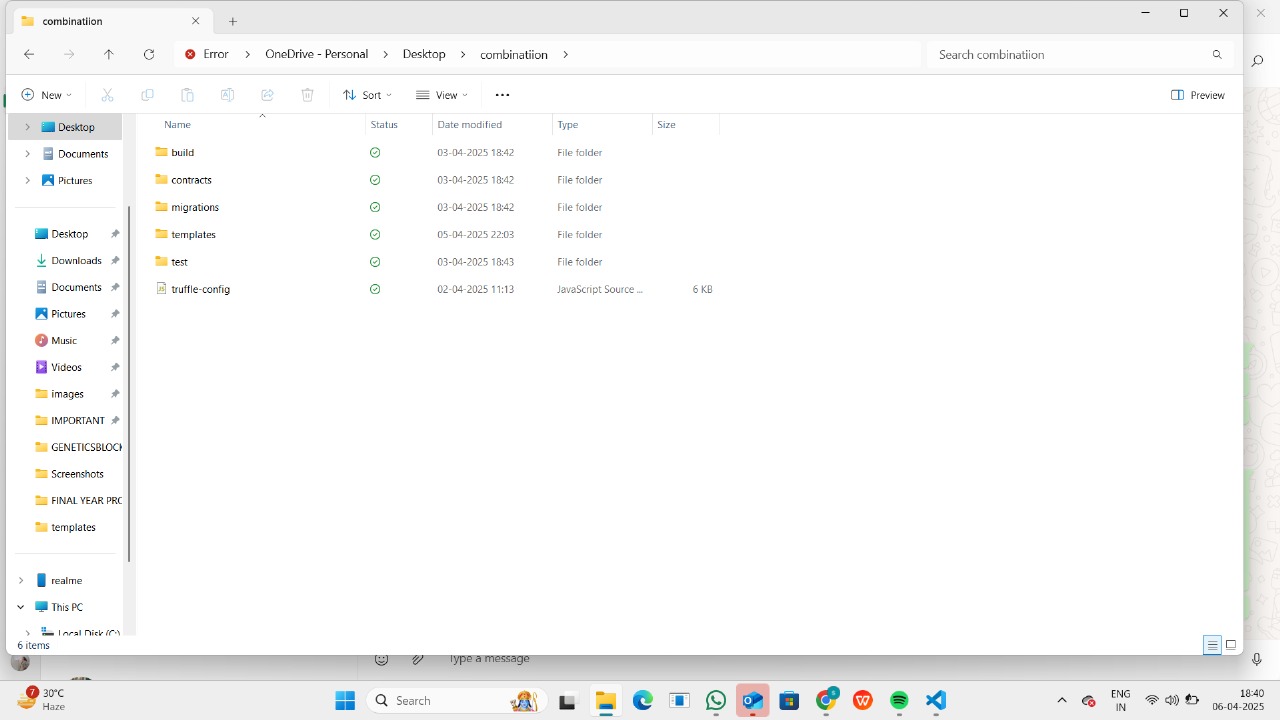 combinatiion
Error > OneDrive - Personal > Desktop > combinatiion >
Search combinatiion
New
Sort
View
Preview
Desktop
Documents
Pictures
Desktop
Downloads
Documents
Pictures
Music
Videos
images
IMPORTANT
GENETICSBLOCK
Screenshots
FINAL YEAR PRO
templates
realme
This PC
Local Disk (C:)
Name Status Date modified Type Size
build 03-04-2025 18:42 File folder
contracts 03-04-2025 18:42 File folder
migrations 03-04-2025 18:42 File folder
templates 05-04-2025 22:03 File folder
test 03-04-2025 18:43 File folder
truffle-config 02-04-2025 11:13 JavaScript Source ... 6 KB
6 items
Type a message
7
30°C
Haze
Search
ENG
IN
18:40
06-04-2025